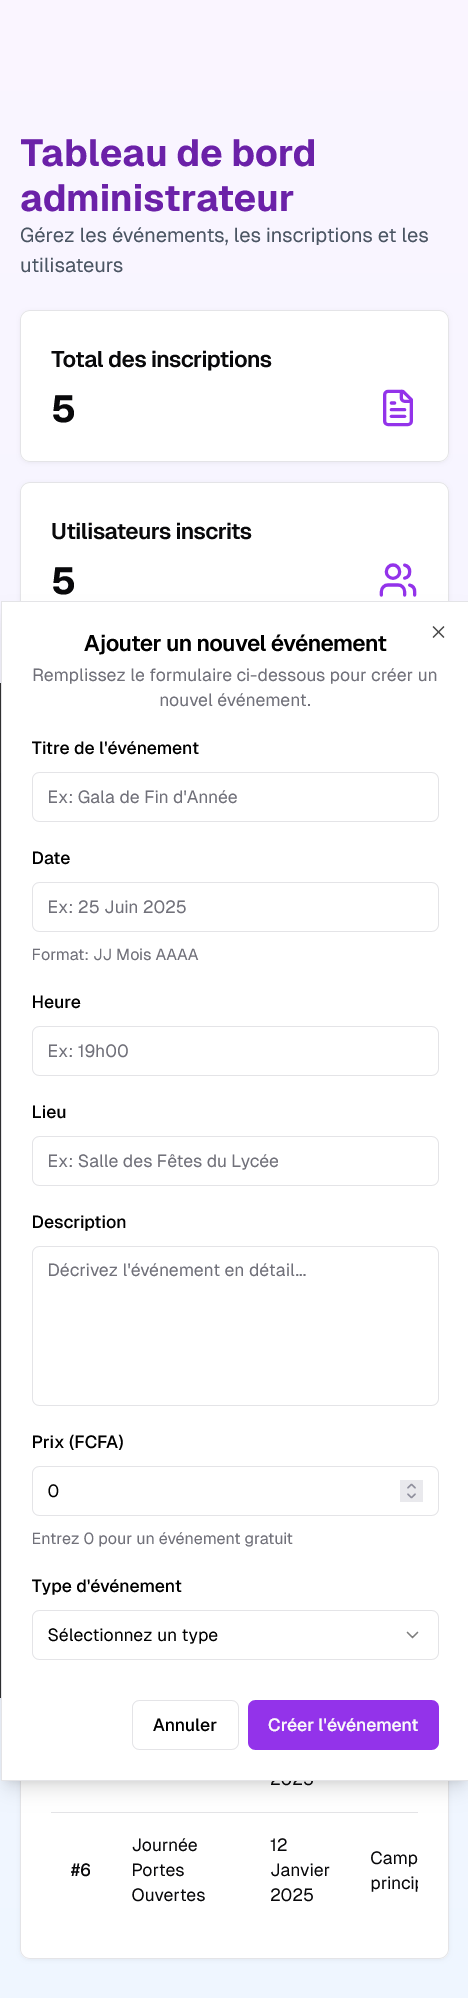 Tableau de bord
administrateur
Gérez les événements, les inscriptions et les
utilisateurs
Total des inscriptions
5
Utilisateurs inscrits
5
Ajouter un nouvel événement
Remplissez le formulaire ci-dessous pour créer un
nouvel événement.
Titre de l'événement
Ex: Gala de Fin d'Année
Date
Ex: 25 Juin 2025
Format: JJ Mois AAAA
Heure
Ex: 19h00
Lieu
Ex: Salle des Fêtes du Lycée
Description
Décrivez l'événement en détail...
Prix (FCFA)
0
Entrez 0 pour un événement gratuit
Type d'événement
Sélectionnez un type
Annuler
Créer l'événement
2025
#6
Journée
Portes
Ouvertes
12
Janvier
2025
Camp
princip